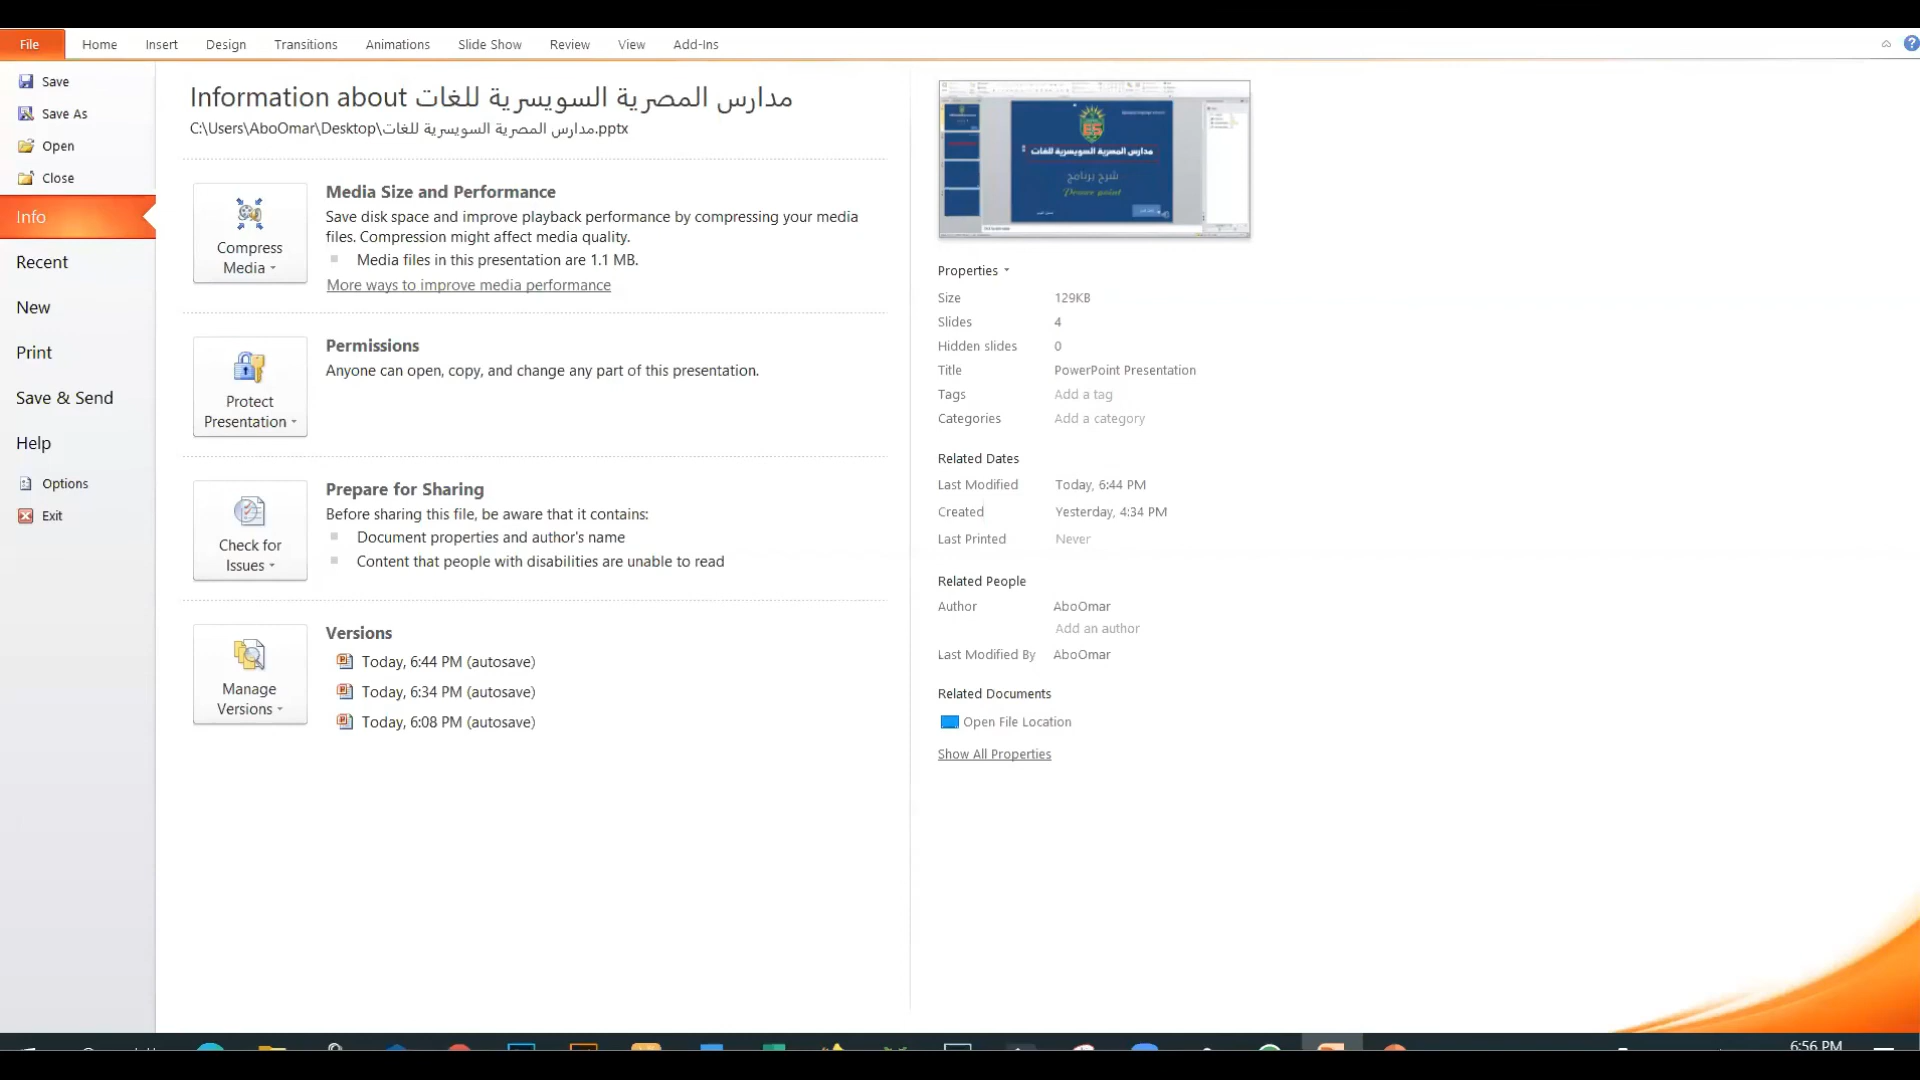 File Home Insert Design Transitions Animations Slide Show Review View Add-Ins
Save
Save As
Open
Close
Info
Recent
New
Print
Save & Send
Help
Options
Exit
Information about مدارس المصرية السويسرية للغات
C:\Users\AboOmar\Desktop\مدارس المصرية السويسرية للغات.pptx
Compress
Media
Media Size and Performance
Save disk space and improve playback performance by compressing your media
files. Compression might affect media quality.
Media files in this presentation are 1.1 MB.
More ways to improve media performance
Protect
Presentation
Permissions
Anyone can open, copy, and change any part of this presentation.
Check for
Issues
Prepare for Sharing
Before sharing this file, be aware that it contains:
Document properties and author's name
Content that people with disabilities are unable to read
Manage
Versions
Versions
Today, 6:44 PM (autosave)
Today, 6:34 PM (autosave)
Today, 6:08 PM (autosave)
مدارس المصرية السويسرية للغات
شرح برنامج
Power point
Properties
Size 129KB
Slides 4
Hidden slides 0
Title PowerPoint Presentation
Tags Add a tag
Categories Add a category
Related Dates
Last Modified Today, 6:44 PM
Created Yesterday, 4:34 PM
Last Printed Never
Related People
Author AboOmar
Add an author
Last Modified By AboOmar
Related Documents
Open File Location
Show All Properties
6:56 PM